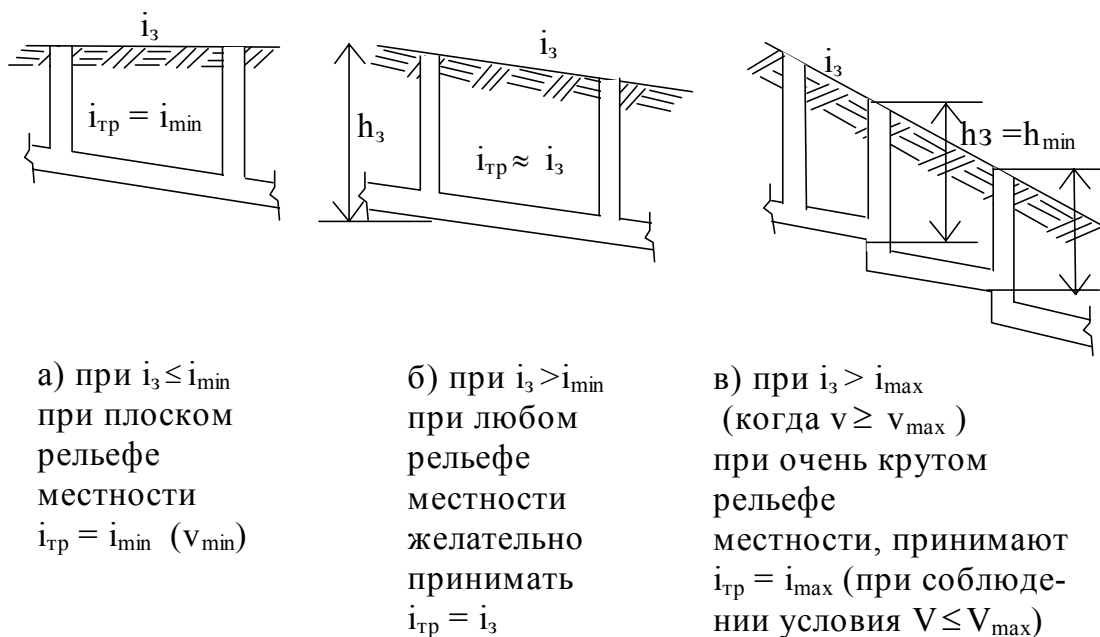 iз
iтр = imin
iз
hз
iтр ≈ iз
iз
hз =hmin
а) при iз ≤ imin
при плоском
рельефе
местности
iтр = imin (vmin)
б) при iз >imin
при любом
рельефе
местности
желательно
принимать
iтр = iз
в) при iз > imax
(когда v ≥ vmax )
при очень крутом
рельефе
местности, принимают
iтр = imax (при соблюде-
нии условия V ≤ Vmax)